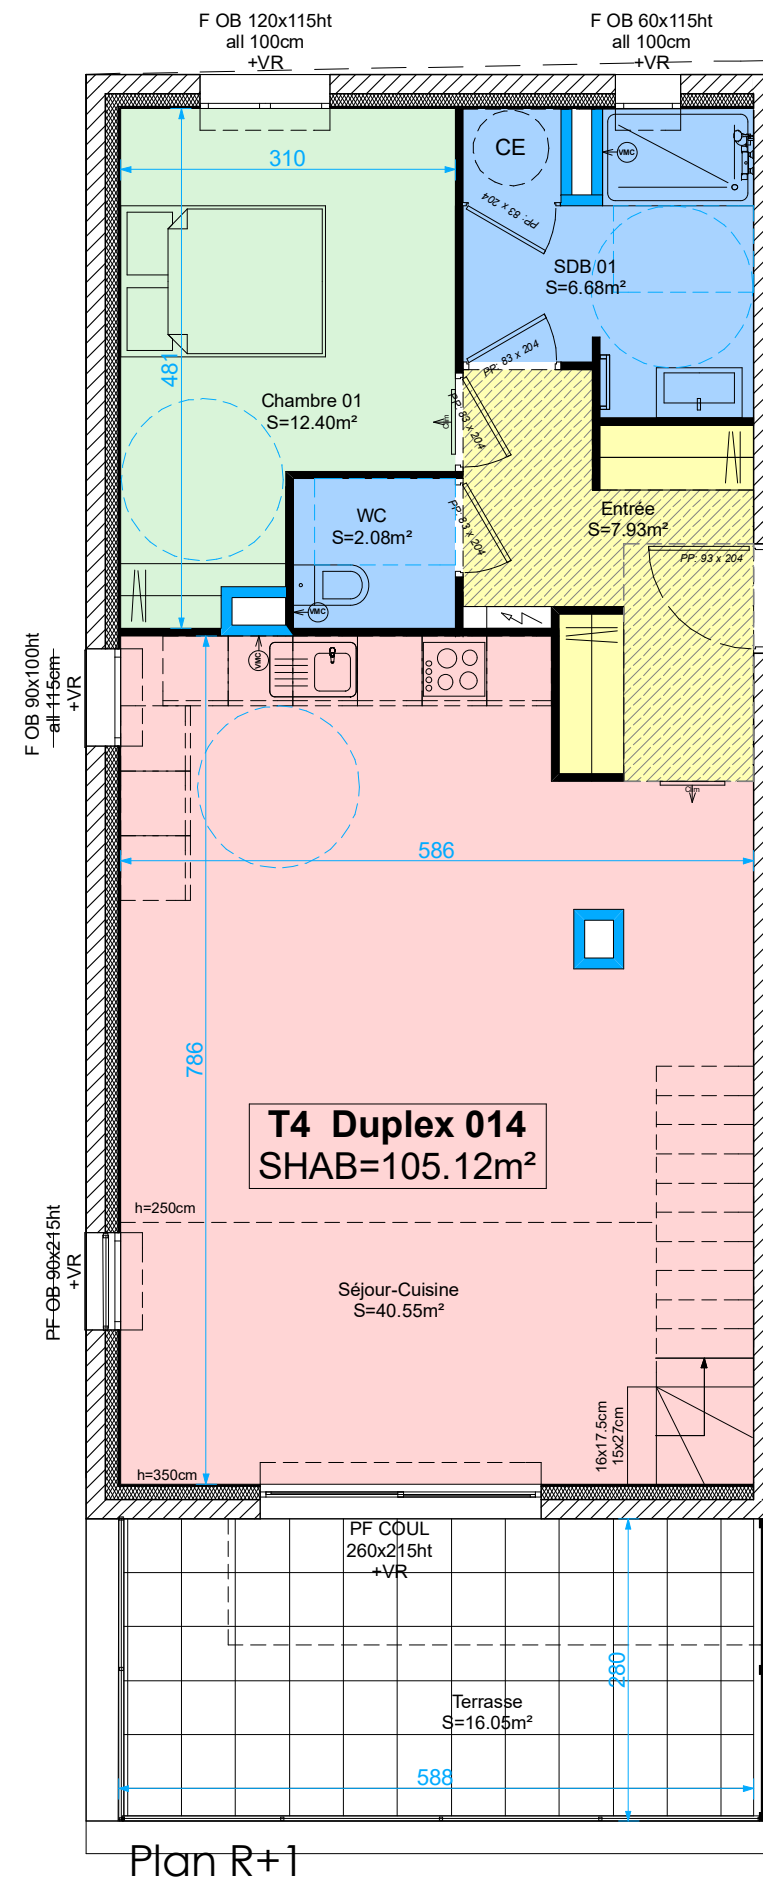 F OB 120x115ht
all 100cm
+VR
F OB 60x115ht
all 100cm
+VR
310
CE
VMC
PP: 83 x 204
SDB 01
S=6.68m²
481
PP: 83 x 204
Chambre 01
S=12.40m²
Clim
PP: 83 x 204
WC
S=2.08m²
PP: 83 x 204
Entrée
S=7.93m²
PP: 93 x 204
VMC
VMC
F OB 90x100ht
all 115cm
+VR
Clim
586
786
T4 Duplex 014
SHAB=105.12m²
h=250cm
PF OB 90x215ht
+VR
Séjour-Cuisine
S=40.55m²
16x17.5cm
15x27cm
h=350cm
PF COUL
260x215ht
+VR
280
Terrasse
S=16.05m²
588
Plan R+1